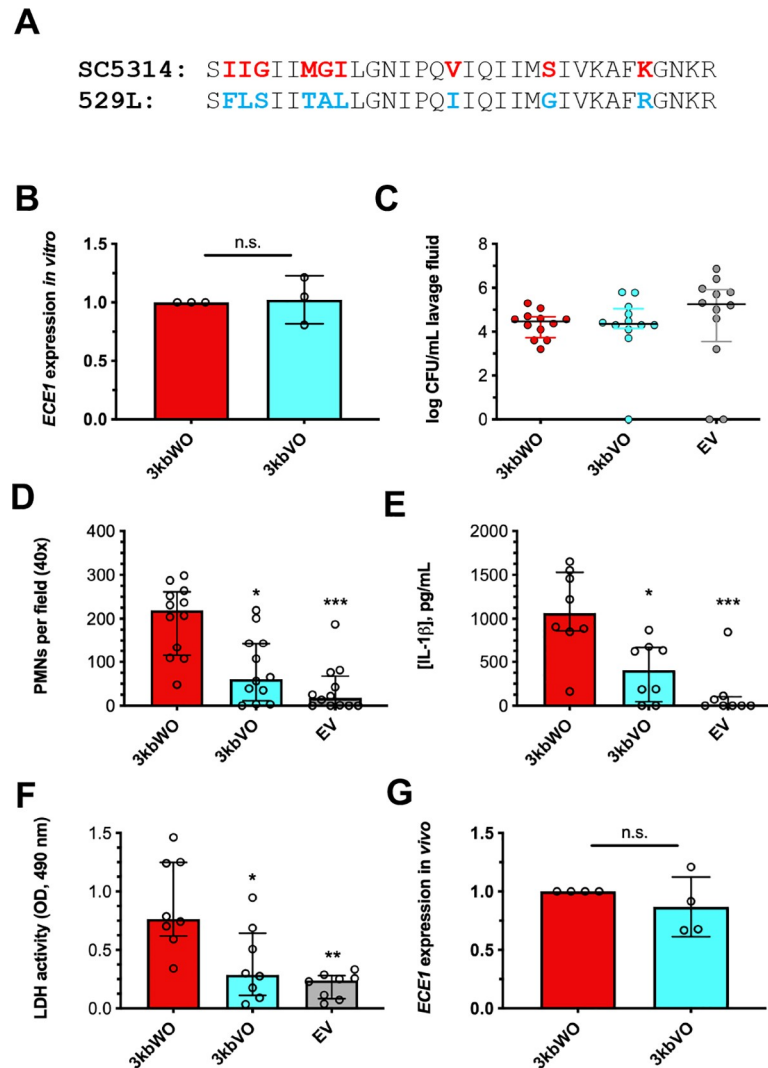 A
SC5314: SIIGIIMGILGNIPQVIQIIMSIVKAFKGNKR
529L: SFLSIITALLGNIPQIIQIIMGIVKAFRGNKR
B
ECE1 expression in vitro
n.s.
1.5
1.0
0.5
0.0
3kbWO
3kbVO
C
log CFU/mL lavage fluid
8
6
4
2
0
3kbWO
3kbVO
EV
D
PMNs per field (40x)
400
300
200
100
0
*
***
3kbWO
3kbVO
EV
E
[IL-1β], pg/mL
2000
1500
1000
500
0
*
***
3kbWO
3kbVO
EV
F
LDH activity (OD, 490 nm)
1.5
1.0
0.5
0.0
*
**
3kbWO
3kbVO
EV
G
ECE1 expression in vivo
n.s.
1.5
1.0
0.5
0.0
3kbWO
3kbVO